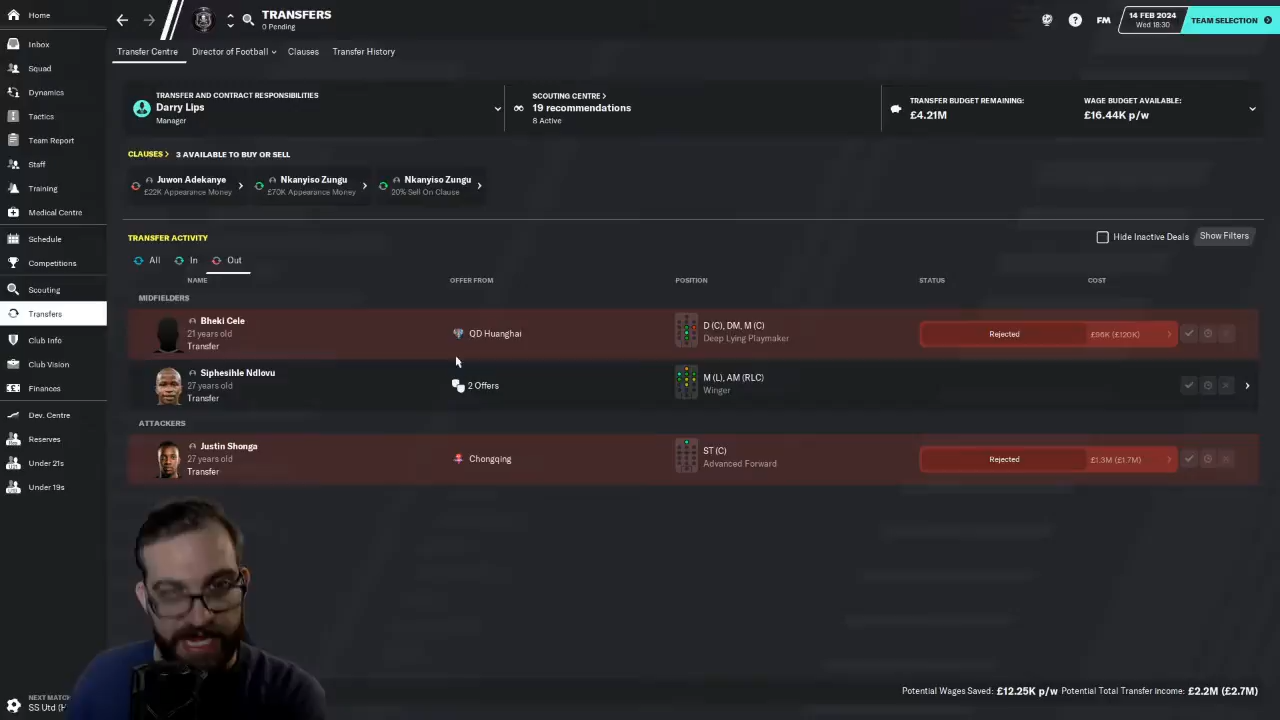 Home
TRANSFERS
0 Pending
FM
14 FEB 2024
Wed 18:30
TEAM SELECTION
Inbox
Squad
Dynamics
Tactics
Team Report
Staff
Training
Medical Centre
Schedule
Competitions
Scouting
Transfers
Club Info
Club Vision
Finances
Dev. Centre
Reserves
Under 21s
Under 19s
NEXT MATCH
SS Utd (H
Transfer Centre
Director of Football
Clauses
Transfer History
TRANSFER AND CONTRACT RESPONSIBILITIES
Darry Lips
Manager
SCOUTING CENTRE >
19 recommendations
8 Active
TRANSFER BUDGET REMAINING:
£4.21M
WAGE BUDGET AVAILABLE:
£16.44K p/w
CLAUSES > 3 AVAILABLE TO BUY OR SELL
Juwon Adekanye
£22K Appearance Money
Nkanyiso Zungu
£70K Appearance Money
Nkanyiso Zungu
20% Sell On Clause
TRANSFER ACTIVITY
Hide Inactive Deals
Show Filters
All
In
Out
NAME
OFFER FROM
POSITION
STATUS
COST
MIDFIELDERS
Bheki Cele
21 years old
Transfer
QD Huanghai
D (C), DM, M (C)
Deep Lying Playmaker
Rejected
£96K (£120K)
Siphesihle Ndlovu
27 years old
Transfer
2 Offers
M (L), AM (RLC)
Winger
ATTACKERS
Justin Shonga
27 years old
Transfer
Chongqing
ST (C)
Advanced Forward
Rejected
£1.3M (£1.7M)
Potential Wages Saved: £12.25K p/w Potential Total Transfer income: £2.2M (£2.7M)